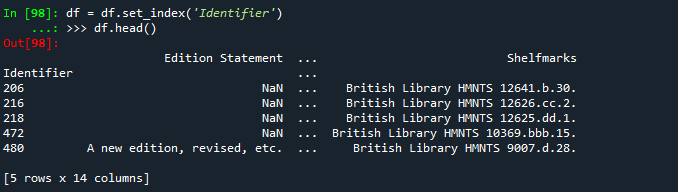 In [98]: df = df.set_index('Identifier')
    ...: >>> df.head()
Out[98]:
                      Edition Statement  ...                          Shelfmarks
Identifier                               ...
206                                 NaN  ...    British Library HMNTS 12641.b.30.
216                                 NaN  ...    British Library HMNTS 12626.cc.2.
218                                 NaN  ...    British Library HMNTS 12625.dd.1.
472                                 NaN  ...  British Library HMNTS 10369.bbb.15.
480         A new edition, revised, etc.  ...     British Library HMNTS 9007.d.28.
[5 rows x 14 columns]